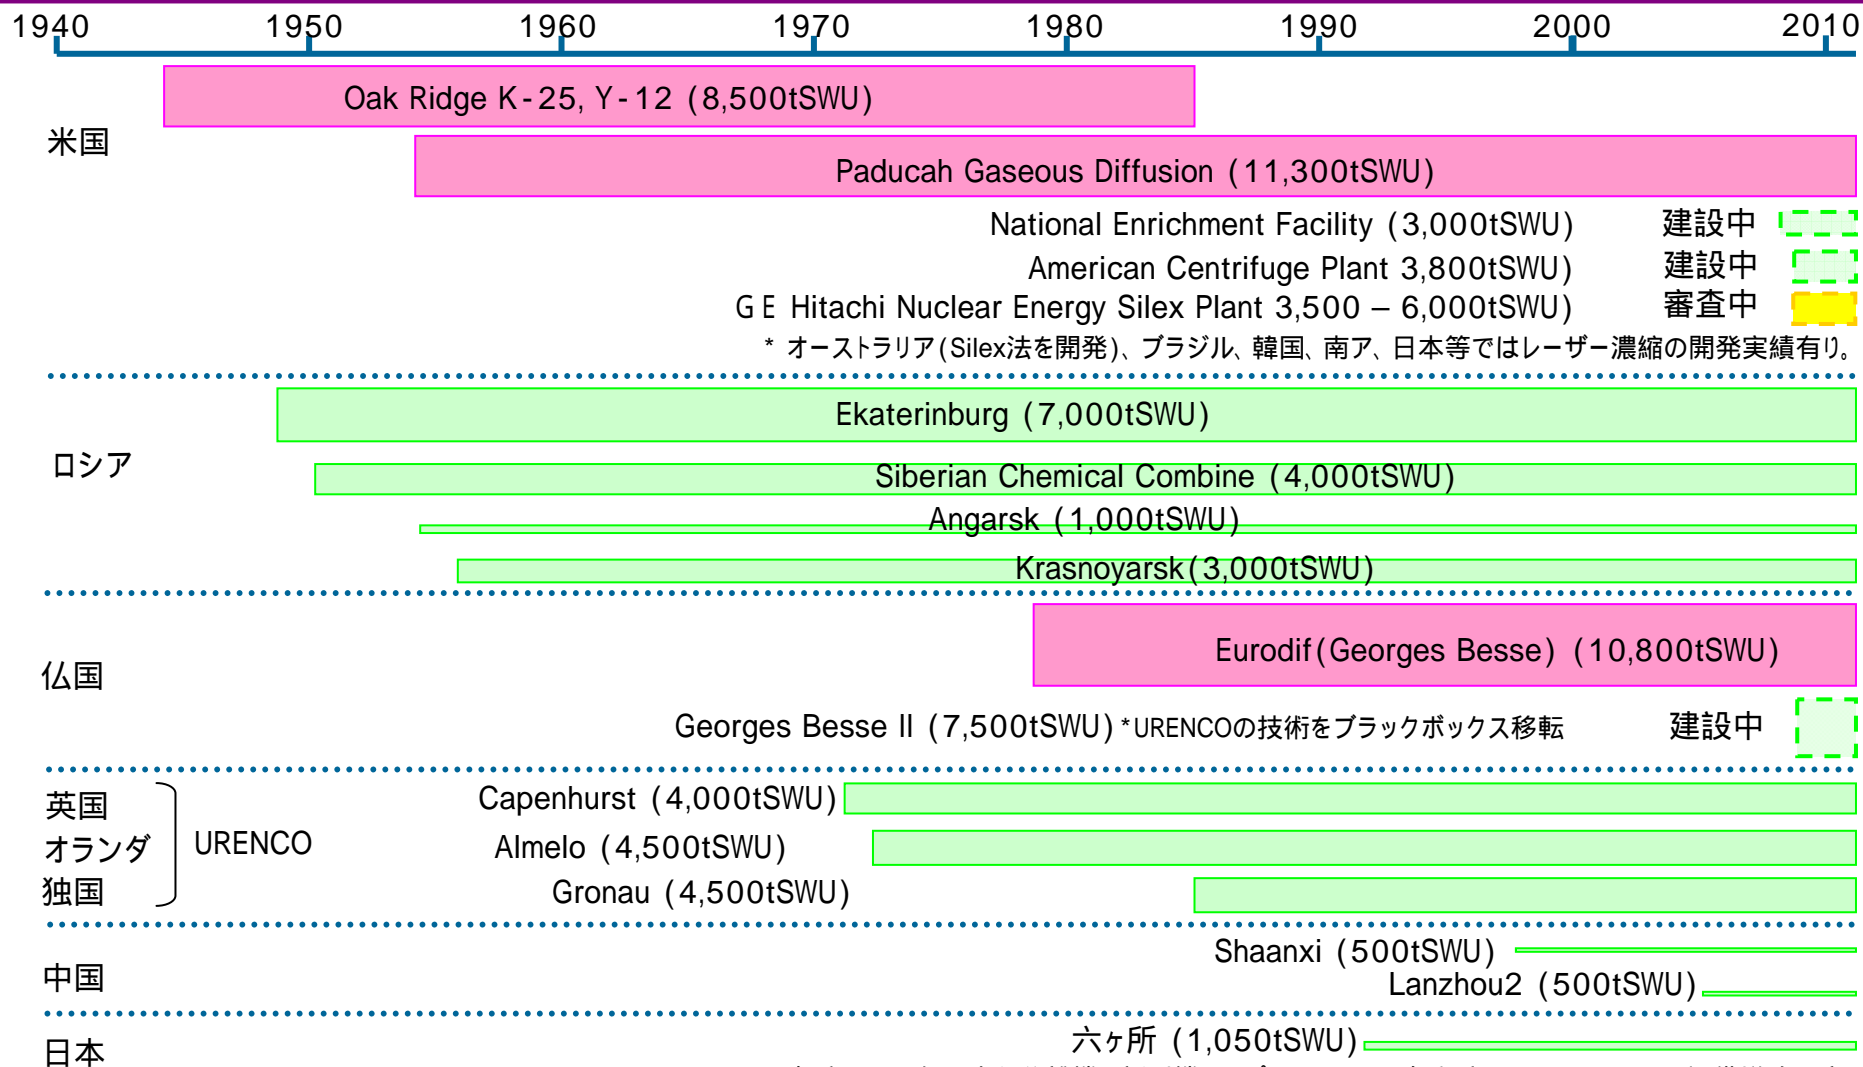 1940 1950 1960 1970 1980 1990 2000 2010
Oak Ridge K-25, Y-12 (8,500tSWU)
米国
Paducah Gaseous Diffusion (11,300tSWU)
National Enrichment Facility (3,000tSWU) 建設中
American Centrifuge Plant 3,800tSWU) 建設中
GE Hitachi Nuclear Energy Silex Plant 3,500 – 6,000tSWU) 審査中
* オーストラリア(Silex法を開発)、ブラジル、韓国、南ア、日本等ではレーザー濃縮の開発実績有り。
Ekaterinburg (7,000tSWU)
ロシア
Siberian Chemical Combine (4,000tSWU)
Angarsk (1,000tSWU)
Krasnoyarsk(3,000tSWU)
Eurodif(Georges Besse) (10,800tSWU)
仏国
Georges Besse II (7,500tSWU) *URENCOの技術をブラックボックス移転 建設中
英国 Capenhurst (4,000tSWU)
オランダ URENCO Almelo (4,500tSWU)
独国 Gronau (4,500tSWU)
Shaanxi (500tSWU)
中国
Lanzhou2 (500tSWU)
六ヶ所 (1,050tSWU)
日本